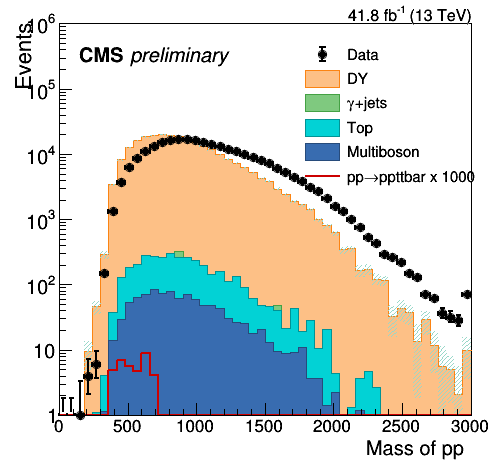 41.8 fb⁻¹ (13 TeV)
Events
CMS preliminary
Data
DY
γ+jets
Top
Multiboson
pp→ppttbar x 1000
10⁶
10⁵
10⁴
10³
10²
10
1
0 500 1000 1500 2000 2500 3000
Mass of pp